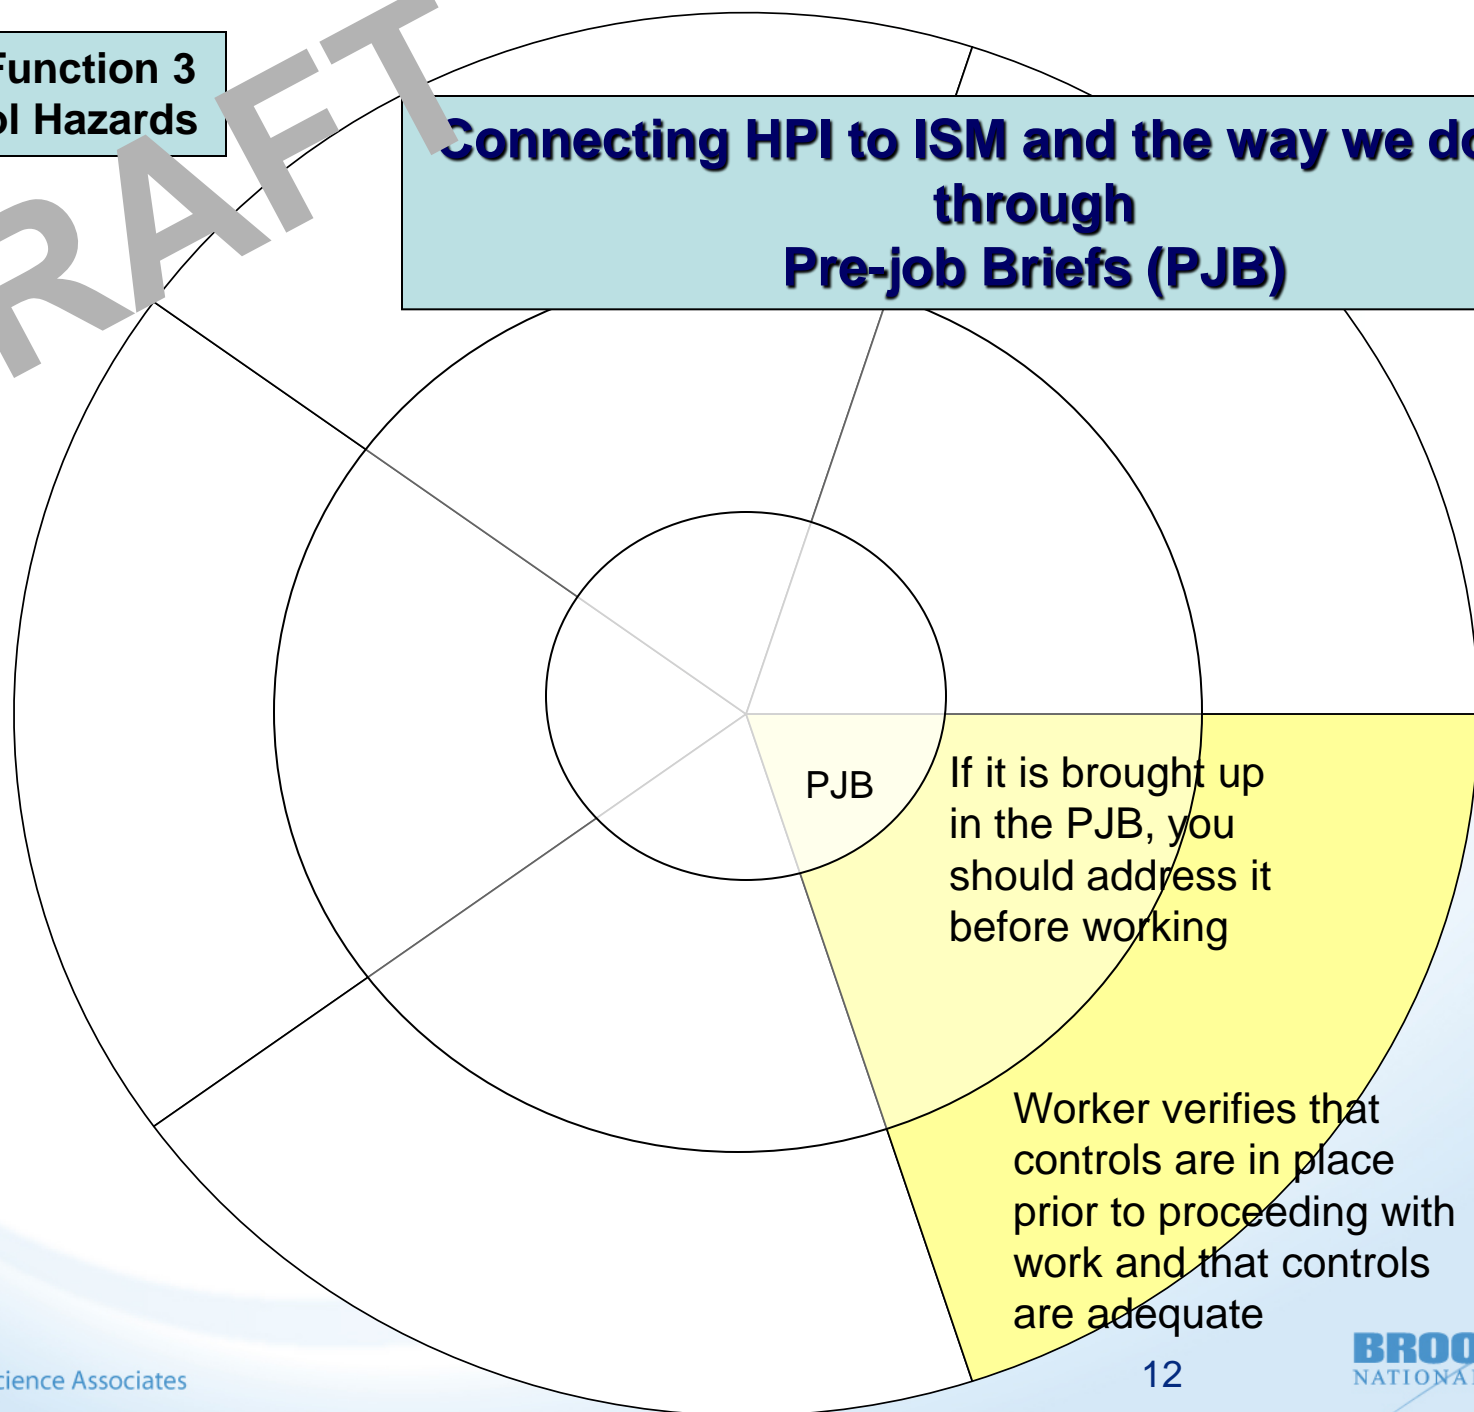 Function 3
ol Hazards
RAFT
Connecting HPI to ISM and the way we do
through
Pre-job Briefs (PJB)
PJB
If it is brought up
in the PJB, you
should address it
before working
Worker verifies that
controls are in place
prior to proceeding with
work and that controls
are adequate
cience Associates
12
BROO
NATIONA